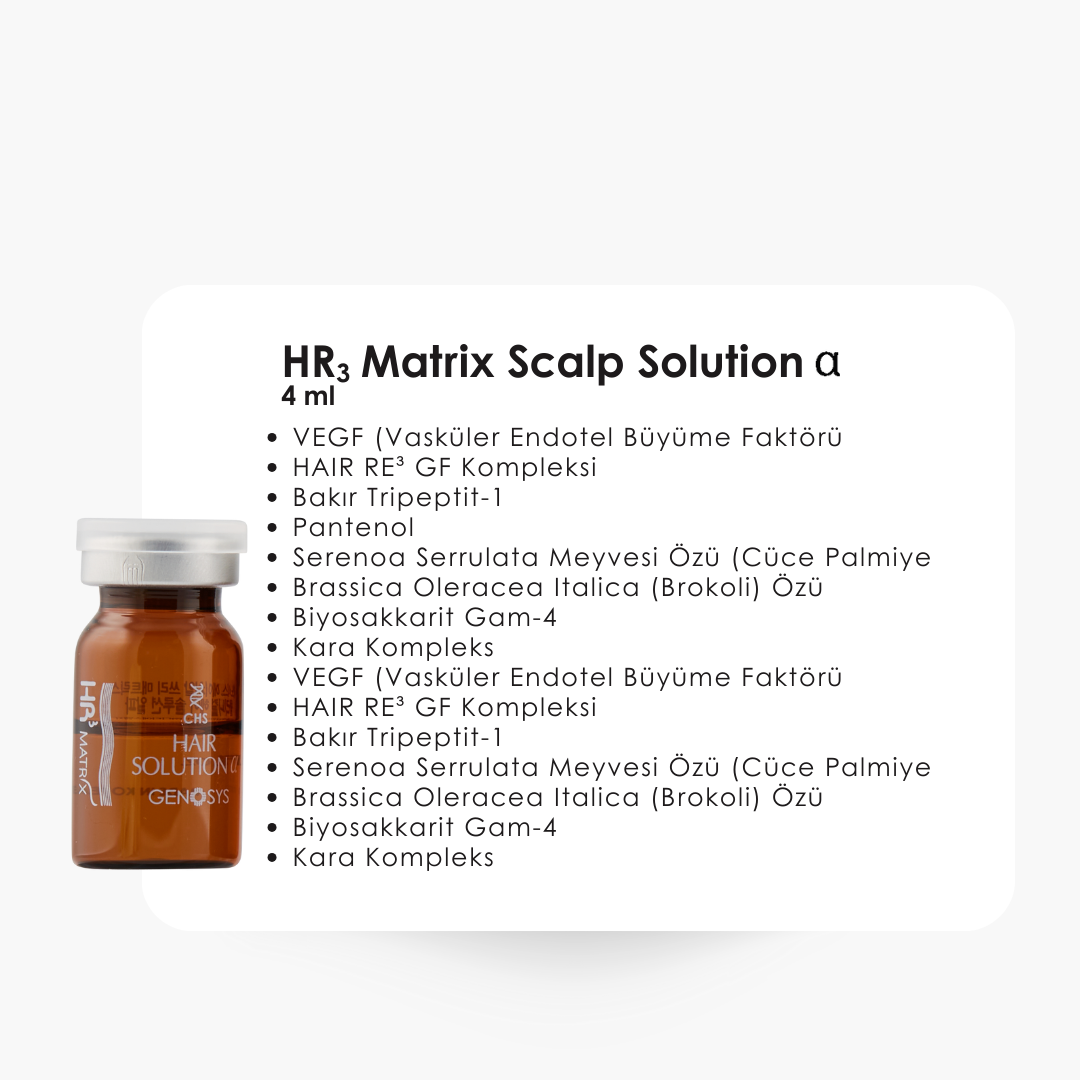 HR₃ Matrix Scalp Solution α
4 ml
• VEGF (Vasküler Endotel Büyüme Faktörü
• HAIR RE³ GF Kompleksi
• Bakır Tripeptit-1
• Pantenol
• Serenoa Serrulata Meyvesi Özü (Cüce Palmiye
• Brassica Oleracea Italica (Brokoli) Özü
• Biyosakkarit Gam-4
• Kara Kompleks
• VEGF (Vasküler Endotel Büyüme Faktörü
• HAIR RE³ GF Kompleksi
• Bakır Tripeptit-1
• Serenoa Serrulata Meyvesi Özü (Cüce Palmiye
• Brassica Oleracea Italica (Brokoli) Özü
• Biyosakkarit Gam-4
• Kara Kompleks
HR³ MATRIX
CHS
HAIR
SOLUTION α
GENOSYS